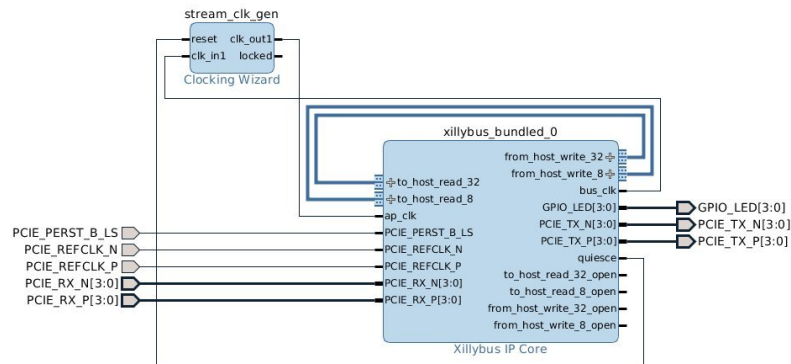 stream_clk_gen
reset clk_out1
clk_in1 locked
Clocking Wizard
xillybus_bundled_0
from_host_write_32
from_host_write_8
to_host_read_32
to_host_read_8
bus_clk
ap_clk
GPIO_LED[3:0] GPIO_LED[3:0]
PCIE_PERST_B_LS PCIE_PERST_B_LS PCIE_TX_N[3:0] PCIE_TX_N[3:0]
PCIE_REFCLK_N PCIE_REFCLK_N PCIE_TX_P[3:0] PCIE_TX_P[3:0]
PCIE_REFCLK_P PCIE_REFCLK_P quiesce
PCIE_RX_N[3:0] PCIE_RX_N[3:0] to_host_read_32_open
PCIE_RX_P[3:0] PCIE_RX_P[3:0] to_host_read_8_open
from_host_write_32_open
from_host_write_8_open
Xillybus IP Core